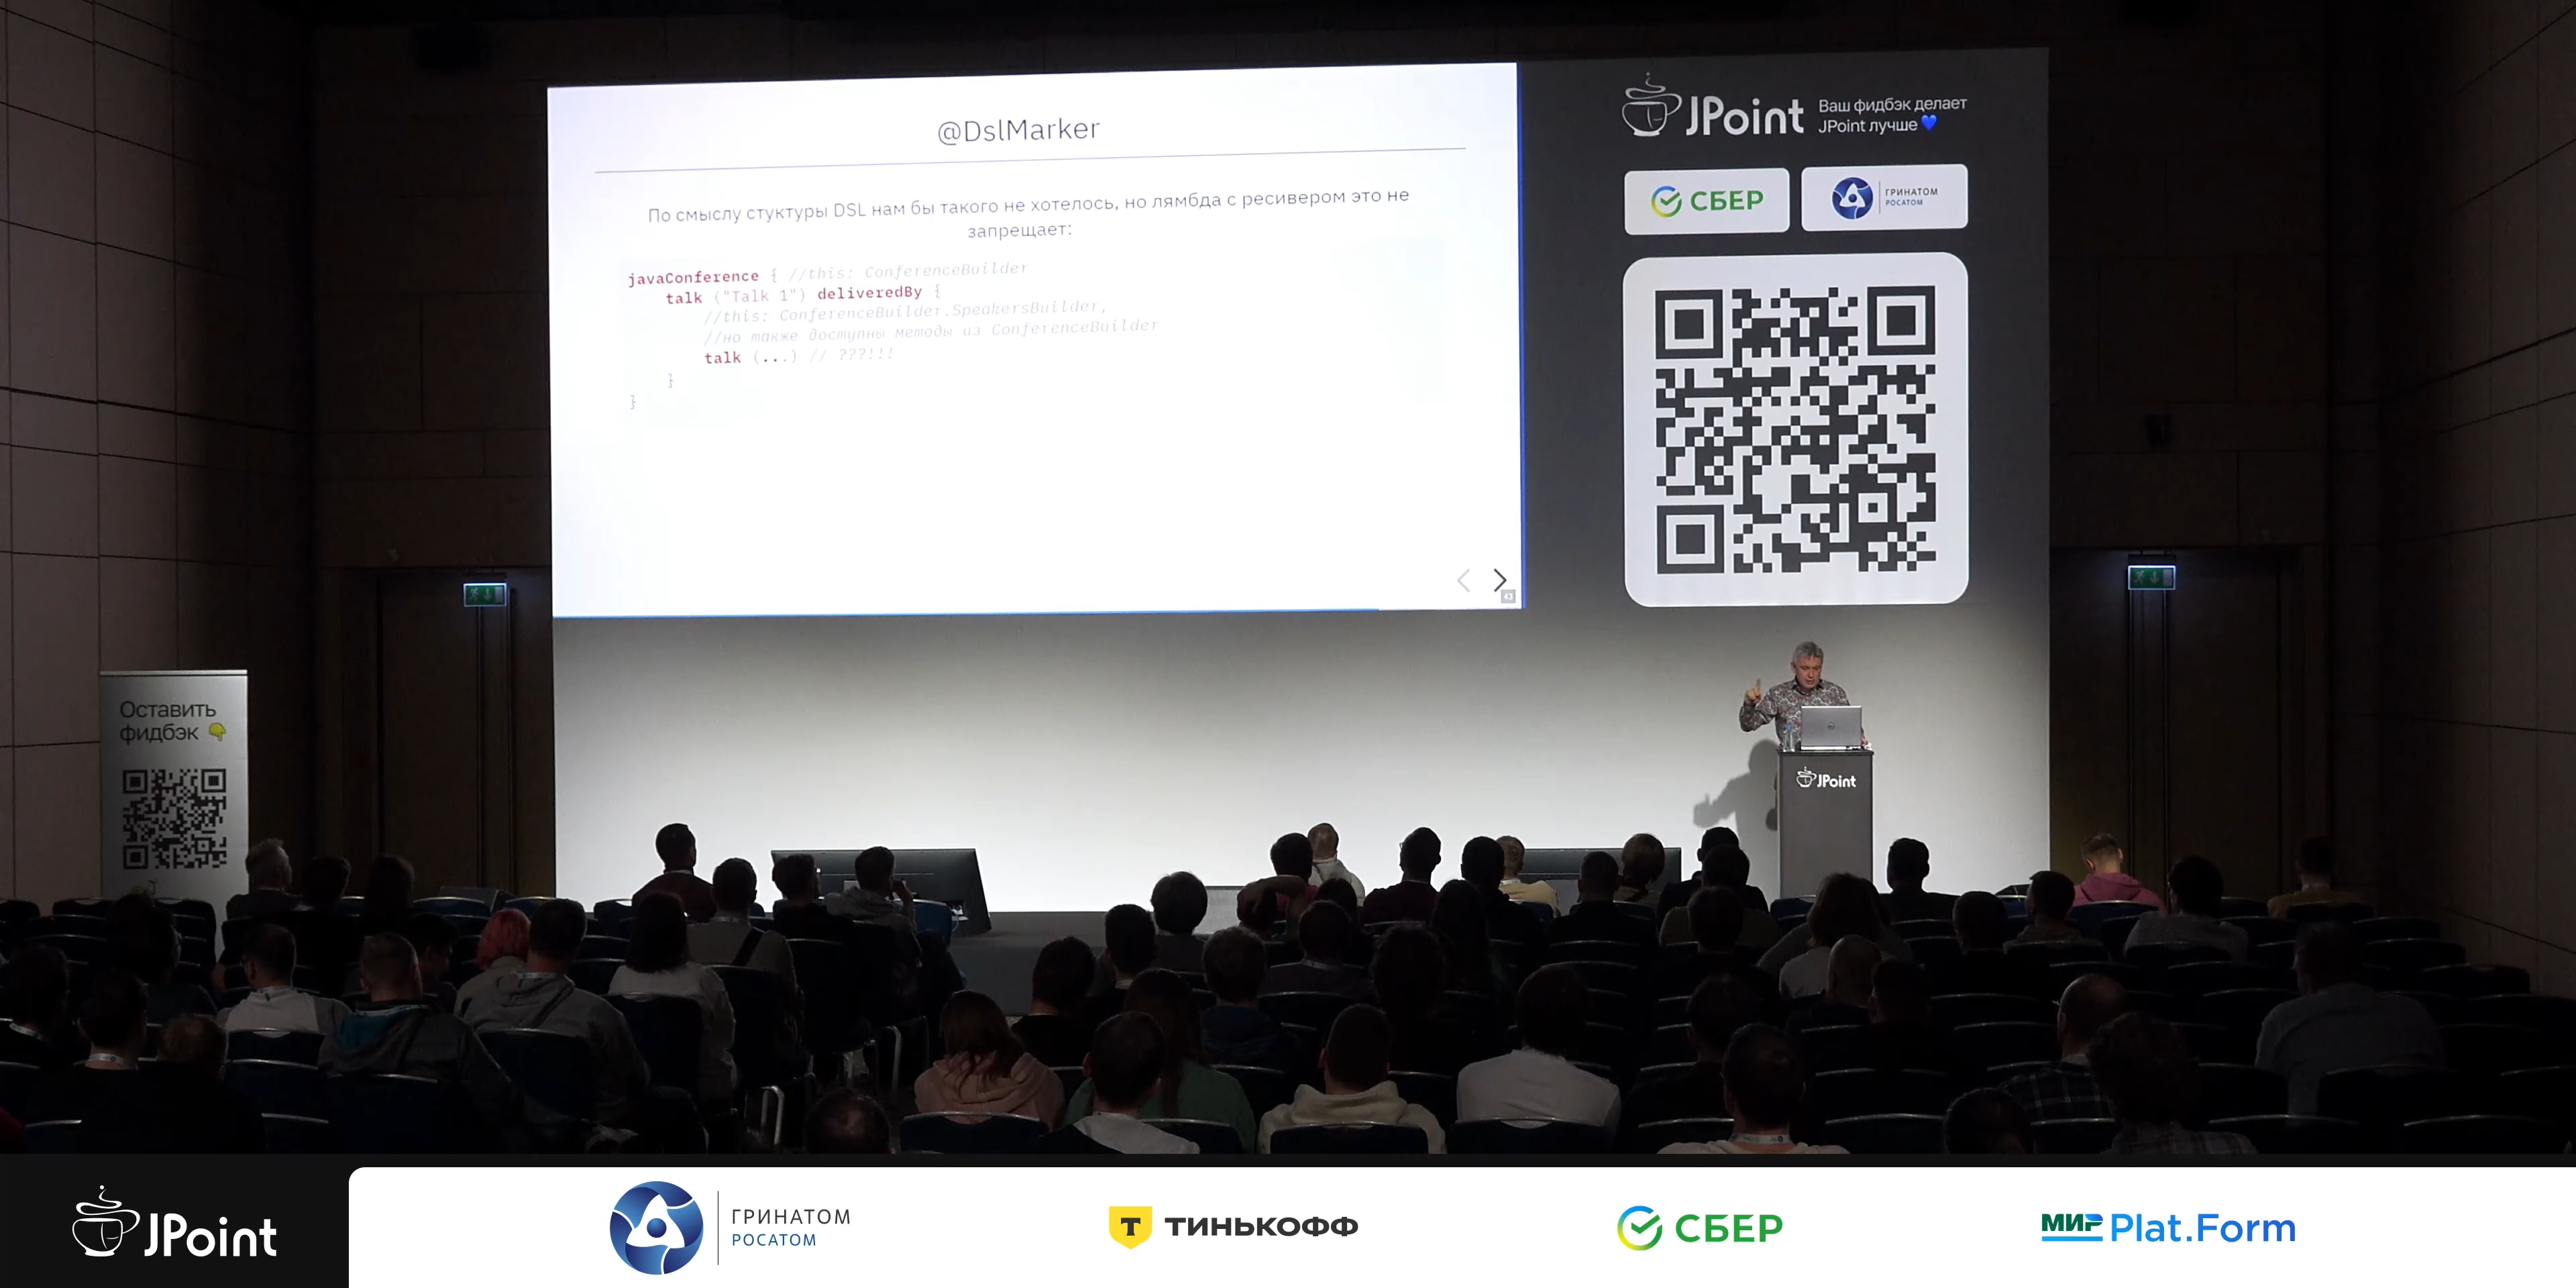 @DslMarker
По смыслу стуктуры DSL нам бы такого не хотелось, но лямбда с ресивером это не
запрещает:
javaConference { //this: ConferenceBuilder
talk ("Talk 1") deliveredBy {
//this: ConferenceBuilder.SpeakersBuilder,
//но также доступны методы из ConferenceBuilder
talk (...) // ???!!!
}
}
43
JPoint
Ваш фидбэк делает
JPoint лучше 💙
СБЕР
ГРИНАТОМ
РОСАТОМ
Оставить
фидбэк 👇
JPoint
JPoint
ГРИНАТОМ
РОСАТОМ
Т ТИНЬКОФФ
СБЕР
МИР Plat.Form